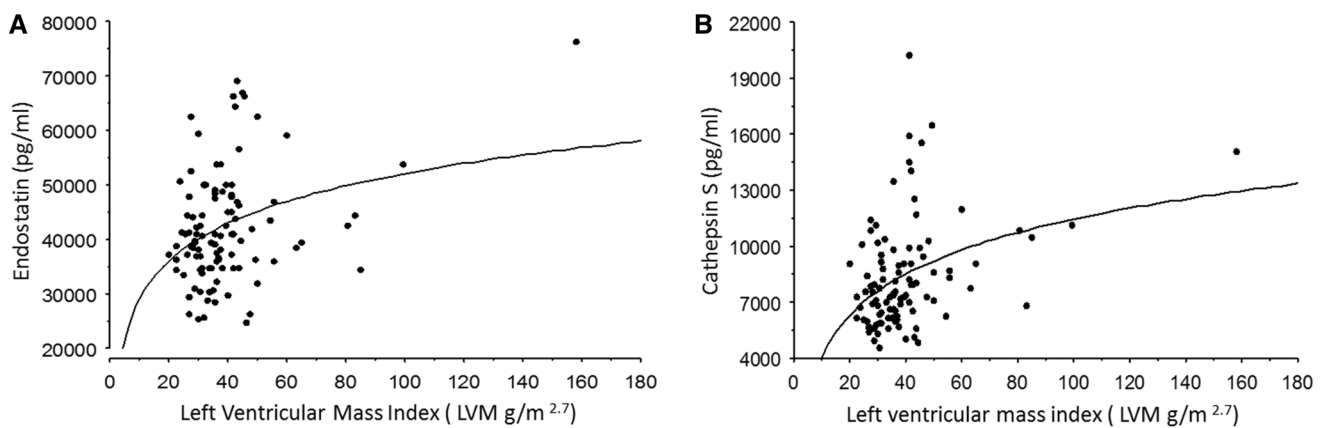 A
80000
70000
60000
50000
40000
30000
20000
Endostatin (pg/ml)
0 20 40 60 80 100 120 140 160 180
Left Ventricular Mass Index ( LVM g/m 2.7)
B
22000
19000
16000
13000
10000
7000
4000
Cathepsin S (pg/ml)
0 20 40 60 80 100 120 140 160 180
Left ventricular mass index ( LVM g/m 2.7)